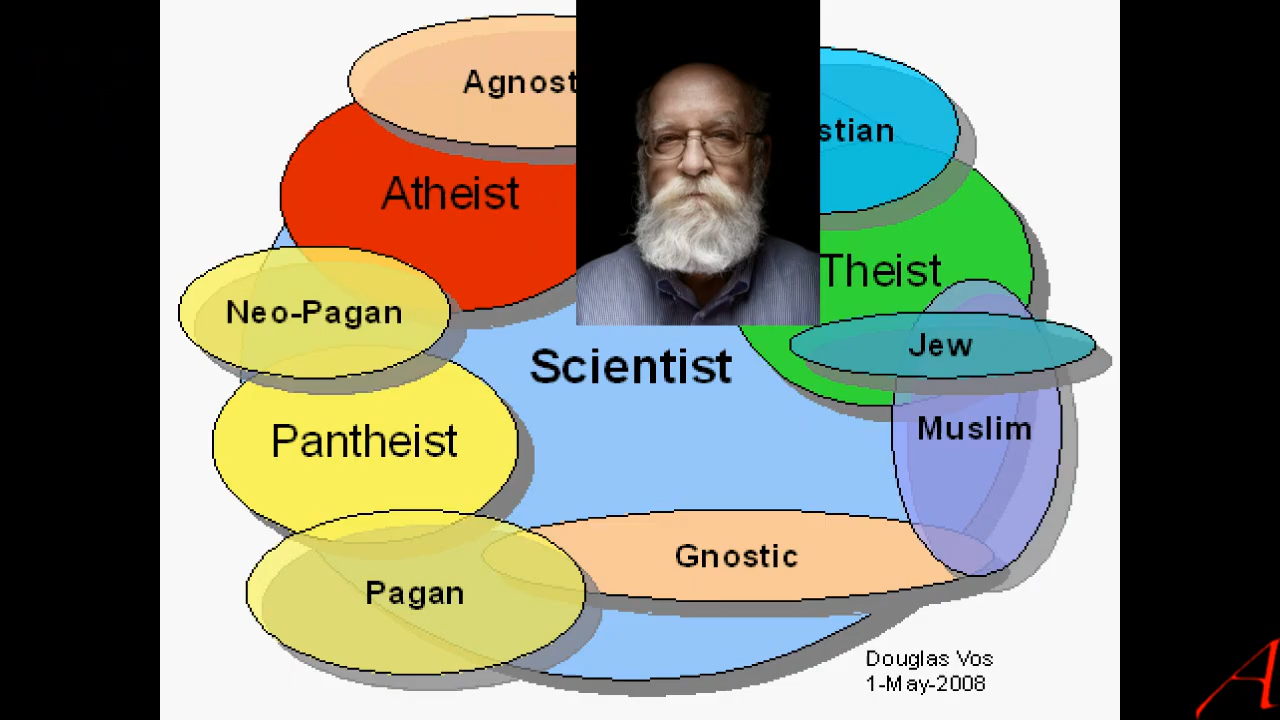 Agnost
stian
Atheist
Theist
Neo-Pagan
Jew
Scientist
Muslim
Pantheist
Gnostic
Pagan
Douglas Vos
1-May-2008
A